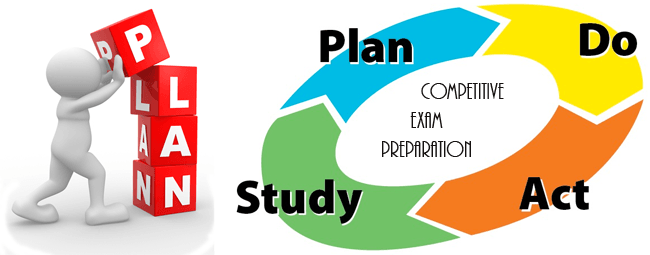 P
L
A
N
P
L
A
N
Plan
Do
COMPETITIVE
EXAM
PREPARATION
Study
Act